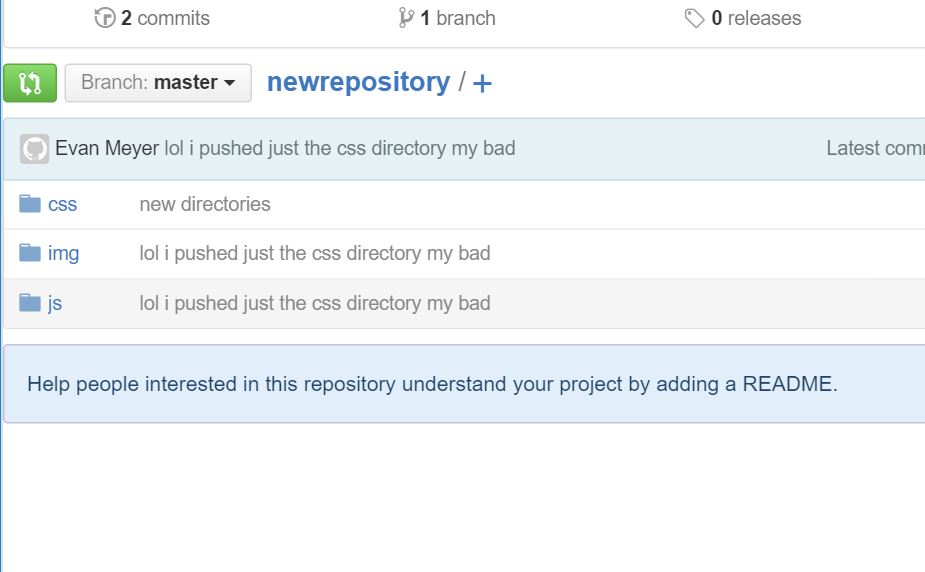 2 commits 1 branch 0 releases
Branch: master newrepository / +
Evan Meyer lol i pushed just the css directory my bad Latest com
css new directories
img lol i pushed just the css directory my bad
js lol i pushed just the css directory my bad
Help people interested in this repository understand your project by adding a README.